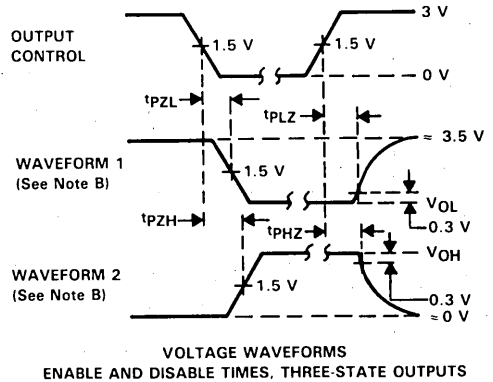 OUTPUT
CONTROL
3 V
1.5 V
1.5 V
0 V
tPZL
tPLZ
≈ 3.5 V
WAVEFORM 1
(See Note B)
1.5 V
VOL
0.3 V
tPZH
tPHZ
VOH
WAVEFORM 2
(See Note B)
1.5 V
0.3 V
≈ 0 V
VOLTAGE WAVEFORMS
ENABLE AND DISABLE TIMES, THREE-STATE OUTPUTS